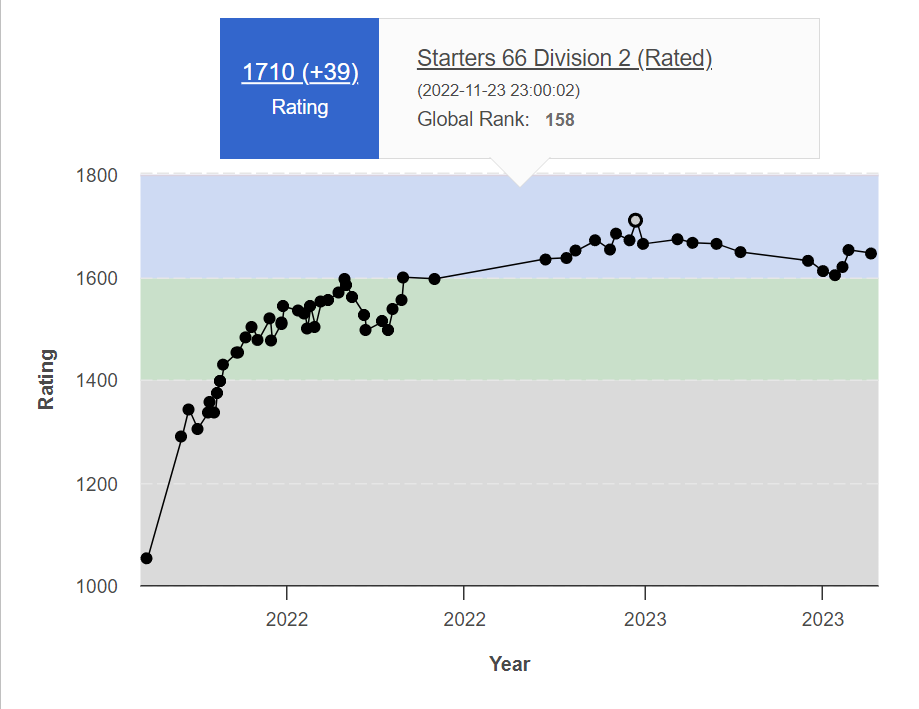 1710 (+39)
Rating
Starters 66 Division 2 (Rated)
(2022-11-23 23:00:02)
Global Rank: 158
1800
1600
1400
1200
1000
Rating
2022
2022
2023
2023
Year